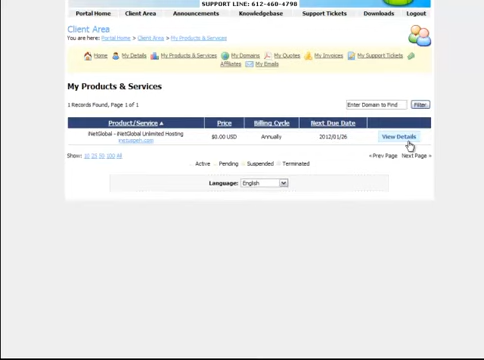 SUPPORT LINE: 612-460-4798
Portal Home Client Area Announcements Knowledgebase Support Tickets Downloads Logout
Client Area
You are here: Portal Home > Client Area > My Products & Services
Home My Details My Products & Services My Domains My Quotes My Invoices My Support Tickets
Affiliates My Emails
My Products & Services
1 Records Found, Page 1 of 1 Enter Domain to Find Filter
Product/Service Price Billing Cycle Next Due Date
iNetGlobal - iNetGlobal Unlimited Hosting $0.00 USD Annually 2012/01/26 View Details
Show: 10 25 50 100 All « Prev Page Next Page »
Active Pending Suspended Terminated
Language: English